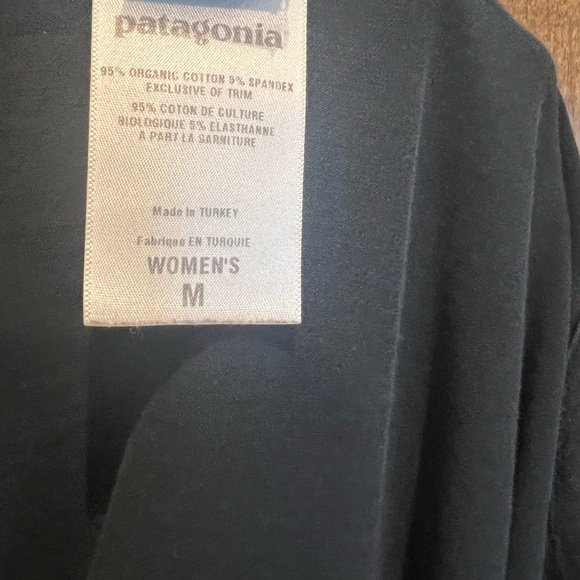 patagonia®
95% ORGANIC COTTON 5% SPANDEX
EXCLUSIVE OF TRIM
95% COTON DE CULTURE
BIOLOGIQUE 5% ELASTHANNE
A PART LA GARNITURE
Made in TURKEY
Fabriqué EN TURQUIE
WOMEN'S
M